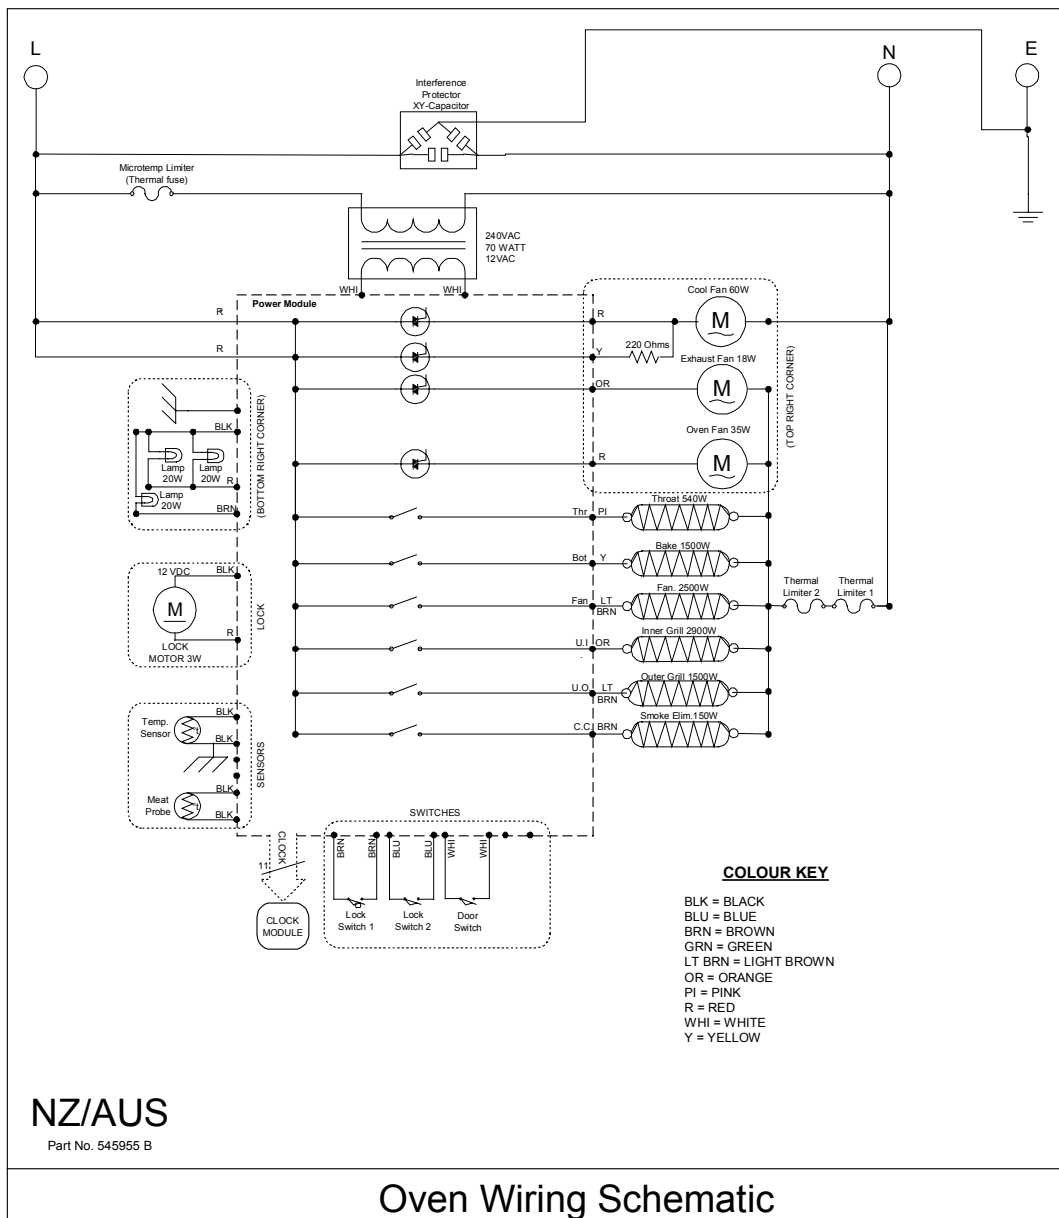 L
N
E
Interference
Protector
XY-Capacitor
Microtemp Limiter
(Thermal fuse)
240VAC
70 WATT
12VAC
WHI
WHI
Power Module
R
R
R
Y
OR
R
220 Ohms
Cool Fan 60W
M
Exhaust Fan 18W
M
Oven Fan 35W
M
(TOP RIGHT CORNER)
BLK
Lamp
20W
Lamp
20W
R
Lamp
20W
BRN
(BOTTOM RIGHT CORNER)
Thr
PI
Throat 540W
Bot
Y
Bake 1500W
Fan
LT
BRN
Fan. 2500W
U.I
OR
Inner Grill 2900W
U.O.
LT
BRN
Outer Grill 1500W
C.C.
BRN
Smoke Elim.150W
Thermal
Limiter 2
Thermal
Limiter 1
12 VDC
BLK
M
R
LOCK
MOTOR 3W
LOCK
Temp.
Sensor
t
BLK
BLK
Meat
Probe
t
BLK
BLK
SENSORS
SWITCHES
CLOCK
11
CLOCK
MODULE
BRN
BRN
BLU
BLU
WHI
WHI
Lock
Switch 1
Lock
Switch 2
Door
Switch
COLOUR KEY
BLK = BLACK
BLU = BLUE
BRN = BROWN
GRN = GREEN
LT BRN = LIGHT BROWN
OR = ORANGE
PI = PINK
R = RED
WHI = WHITE
Y = YELLOW
NZ/AUS
Part No. 545955 B
Oven Wiring Schematic